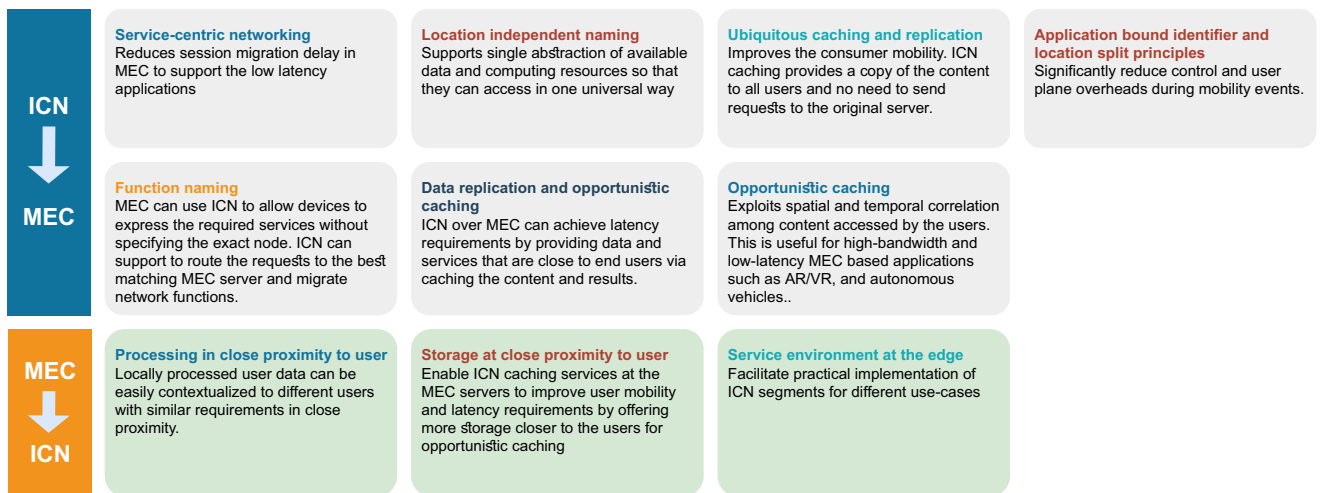 ICN
MEC
Service-centric networking
Reduces session migration delay in
MEC to support the low latency
applications
Location independent naming
Supports single abstraction of available
data and computing resources so that
they can access in one universal way
Ubiquitous caching and replication
Improves the consumer mobility. ICN
caching provides a copy of the content
to all users and no need to send
requests to the original server.
Application bound identifier and
location split principles
Significantly reduce control and user
plane overheads during mobility events.
Function naming
MEC can use ICN to allow devices to
express the required services without
specifying the exact node. ICN can
support to route the requests to the best
matching MEC server and migrate
network functions.
Data replication and opportunistic
caching
ICN over MEC can achieve latency
requirements by providing data and
services that are close to end users via
caching the content and results.
Opportunistic caching
Exploits spatial and temporal correlation
among content accessed by the users.
This is useful for high-bandwidth and
low-latency MEC based applications
such as AR/VR, and autonomous
vehicles..
MEC
ICN
Processing in close proximity to user
Locally processed user data can be
easily contextualized to different users
with similar requirements in close
proximity.
Storage at close proximity to user
Enable ICN caching services at the
MEC servers to improve user mobility
and latency requirements by offering
more storage closer to the users for
opportunistic caching
Service environment at the edge
Facilitate practical implementation of
ICN segments for different use-cases